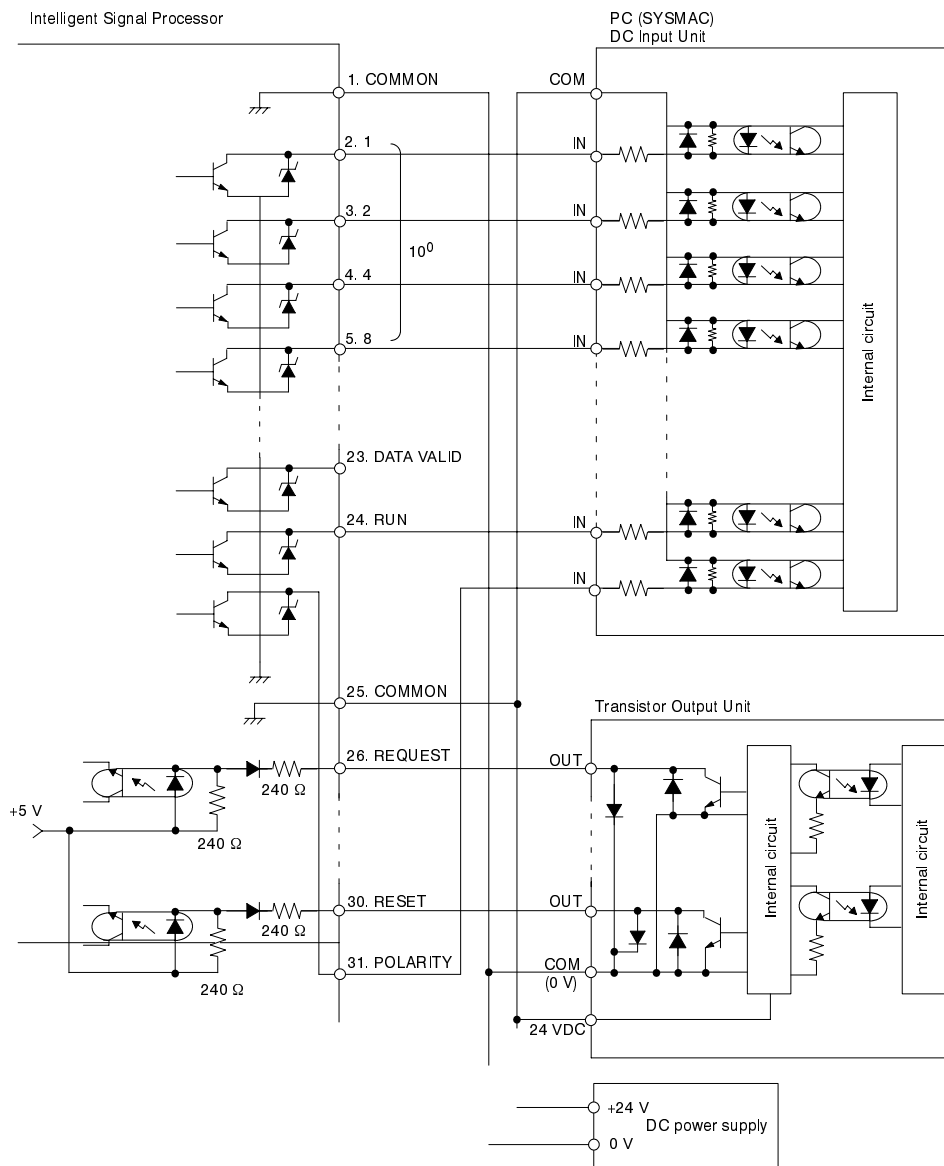 Intelligent Signal Processor
PC (SYSMAC)
DC Input Unit
1. COMMON
COM
2. 1
IN
3. 2
IN
10⁰
4. 4
IN
5. 8
IN
Internal circuit
23. DATA VALID
24. RUN
IN
IN
25. COMMON
Transistor Output Unit
26. REQUEST
OUT
240 Ω
+5 V
240 Ω
Internal circuit
Internal circuit
30. RESET
OUT
240 Ω
31. POLARITY
COM
(0 V)
240 Ω
24 VDC
+24 V
DC power supply
0 V